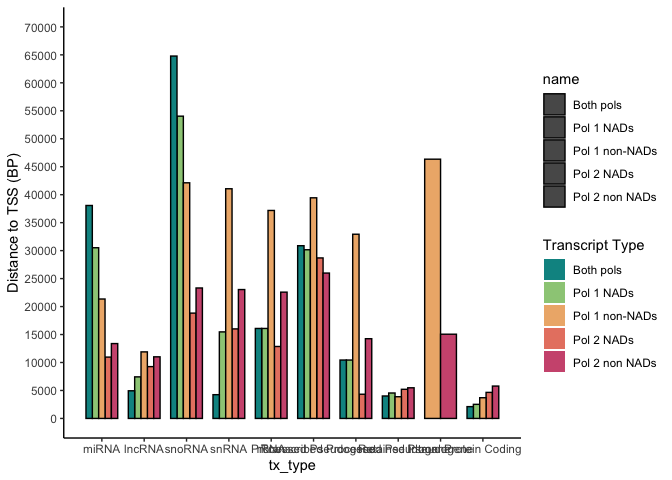 70000
65000
60000
55000
50000
45000
40000
35000
30000
25000
20000
15000
10000
5000
0
Distance to TSS (BP)
miRNA lncRNA snoRNA snRNA Protein Coding
tx_type
name
Both pols
Pol 1 NADs
Pol 1 non-NADs
Pol 2 NADs
Pol 2 non NADs
Transcript Type
Both pols
Pol 1 NADs
Pol 1 non-NADs
Pol 2 NADs
Pol 2 non NADs